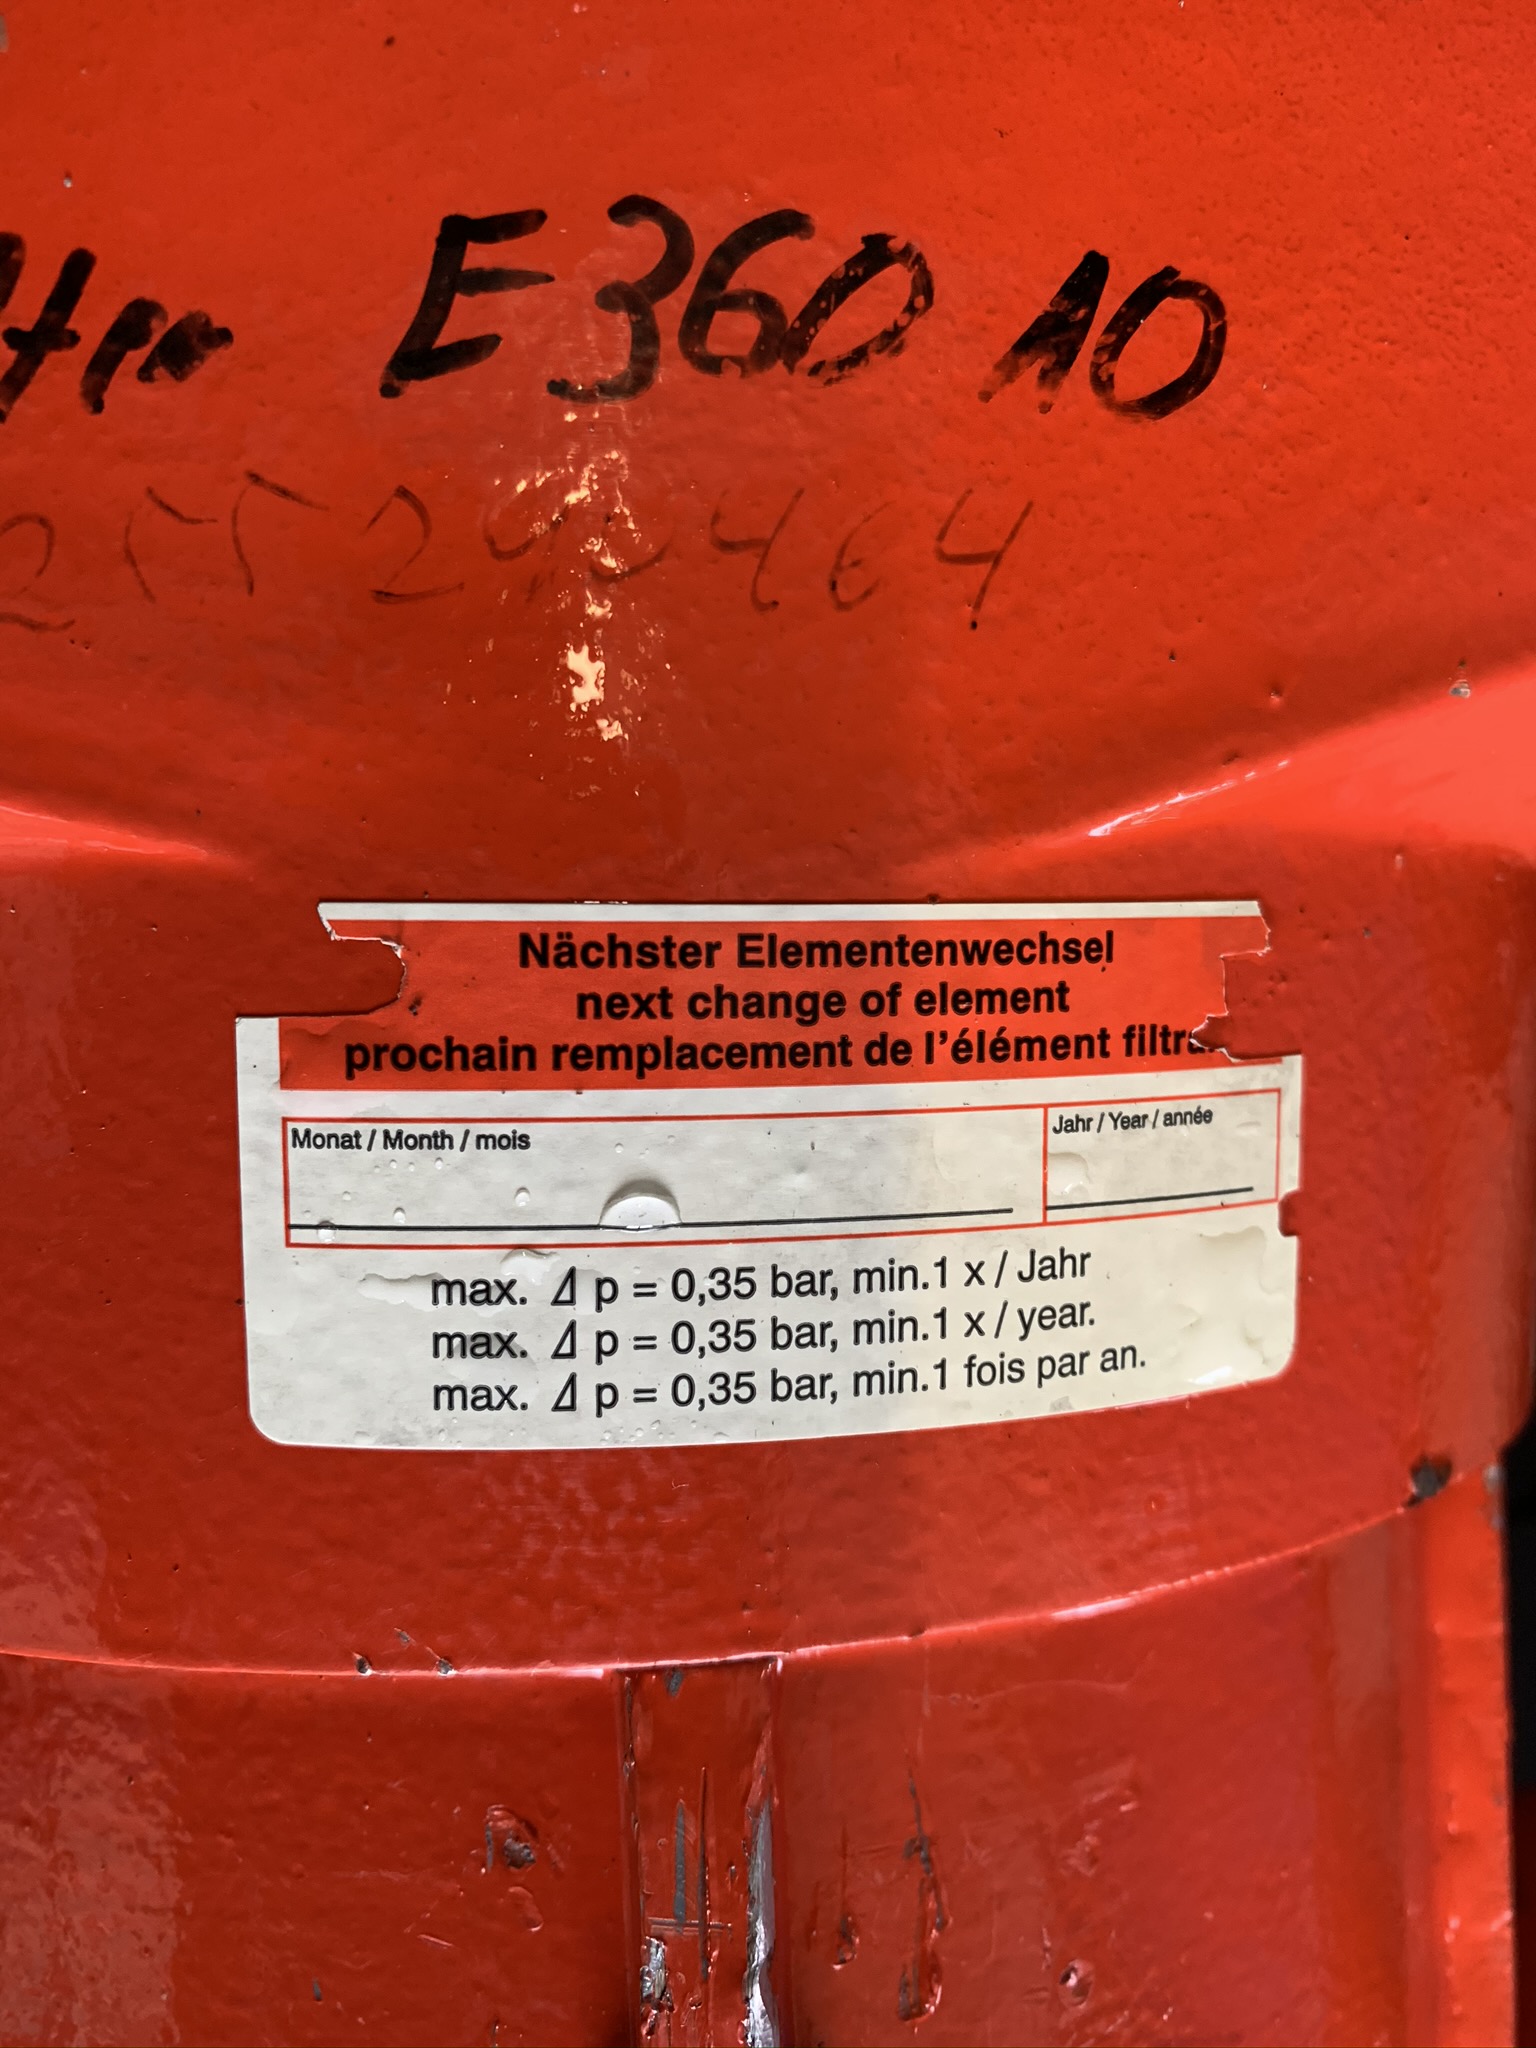 E360 10
Nächster Elementenwechsel
next change of element
prochain remplacement de l'élément
Monat / Month / mois
Jahr / Year / année
max. Δ p = 0,35 bar, min.1 x / Jahr
max. Δ p = 0,35 bar, min.1 x / year.
max. Δ p = 0,35 bar, min.1 fois par an.